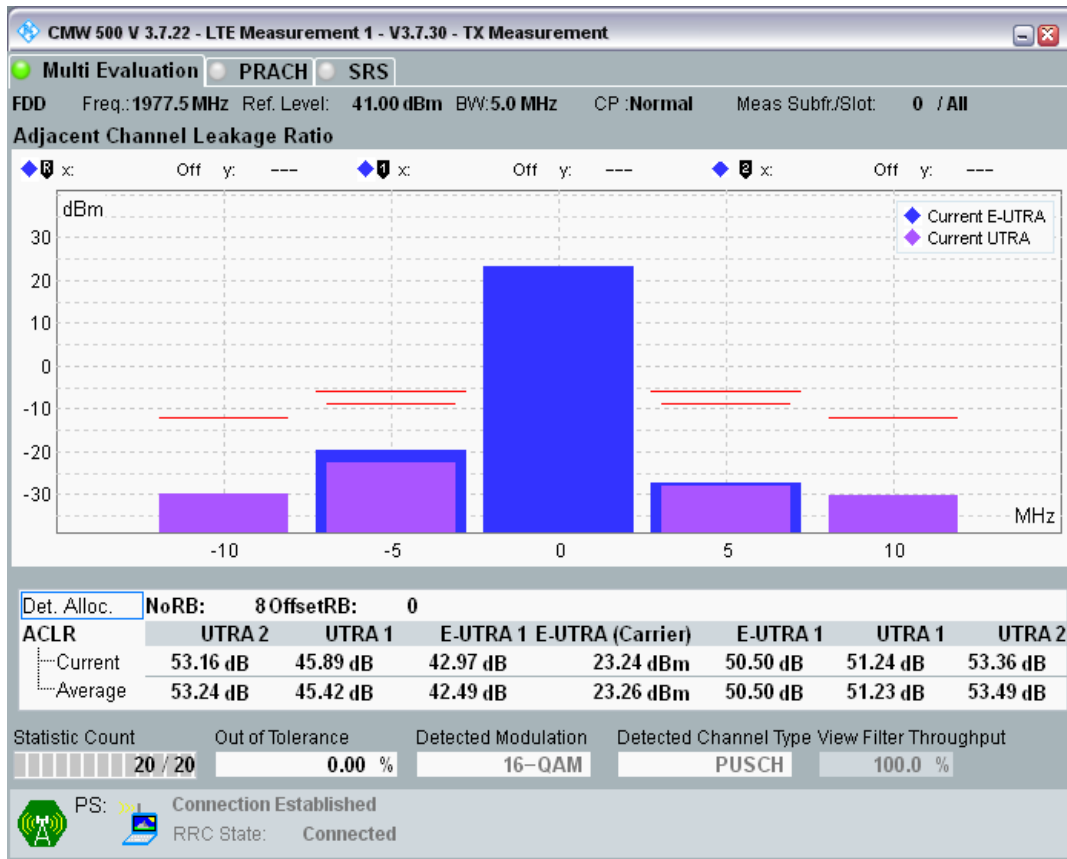 CMW 500 V 3.7.22 - LTE Measurement 1 - V3.7.30 - TX Measurement
Multi Evaluation PRACH SRS
FDD Freq.: 1977.5 MHz Ref. Level: 41.00 dBm BW: 5.0 MHz CP : Normal Meas Subfr./Slot: 0 / All
Adjacent Channel Leakage Ratio
R x: Off y: --- 1 x: Off y: --- 2 x: Off y: ---
dBm
Current E-UTRA
Current UTRA
30
20
10
0
-10
-20
-30
MHz
-10 -5 0 5 10
Det. Alloc. NoRB: 8 OffsetRB: 0
ACLR UTRA 2 UTRA 1 E-UTRA 1 E-UTRA (Carrier) E-UTRA 1 UTRA 1 UTRA 2
Current 53.16 dB 45.89 dB 42.97 dB 23.24 dBm 50.50 dB 51.24 dB 53.36 dB
Average 53.24 dB 45.42 dB 42.49 dB 23.26 dBm 50.50 dB 51.23 dB 53.49 dB
Statistic Count Out of Tolerance Detected Modulation Detected Channel Type View Filter Throughput
20 / 20 0.00 % 16-QAM PUSCH 100.0 %
PS: Connection Established
RRC State: Connected